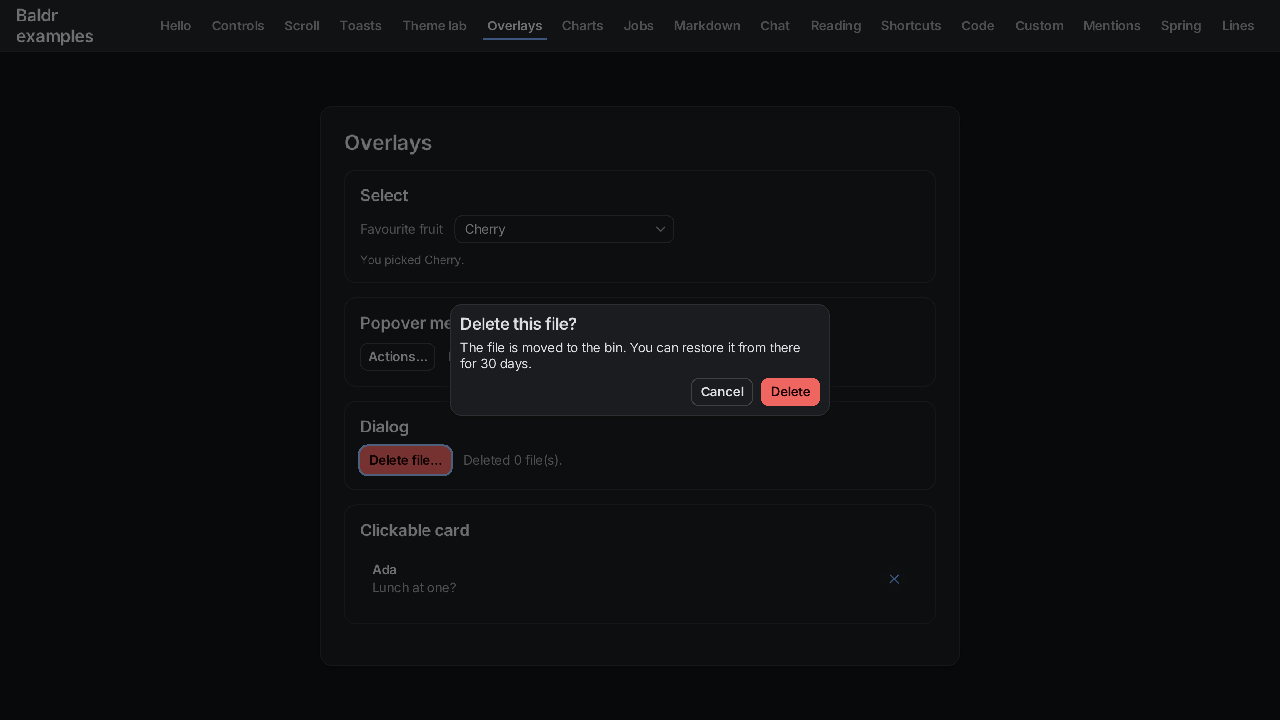 Baldr
examples
Hello Controls Scroll Toasts Theme lab Overlays Charts Jobs Markdown Chat Reading Shortcuts Code Custom Mentions Spring Lines
Overlays
Select
Favourite fruit Cherry
You picked Cherry.
Popover me
Actions...
Delete this file?
The file is moved to the bin. You can restore it from there
for 30 days.
Cancel Delete
Dialog
Delete file... Deleted 0 file(s).
Clickable card
Ada
Lunch at one?